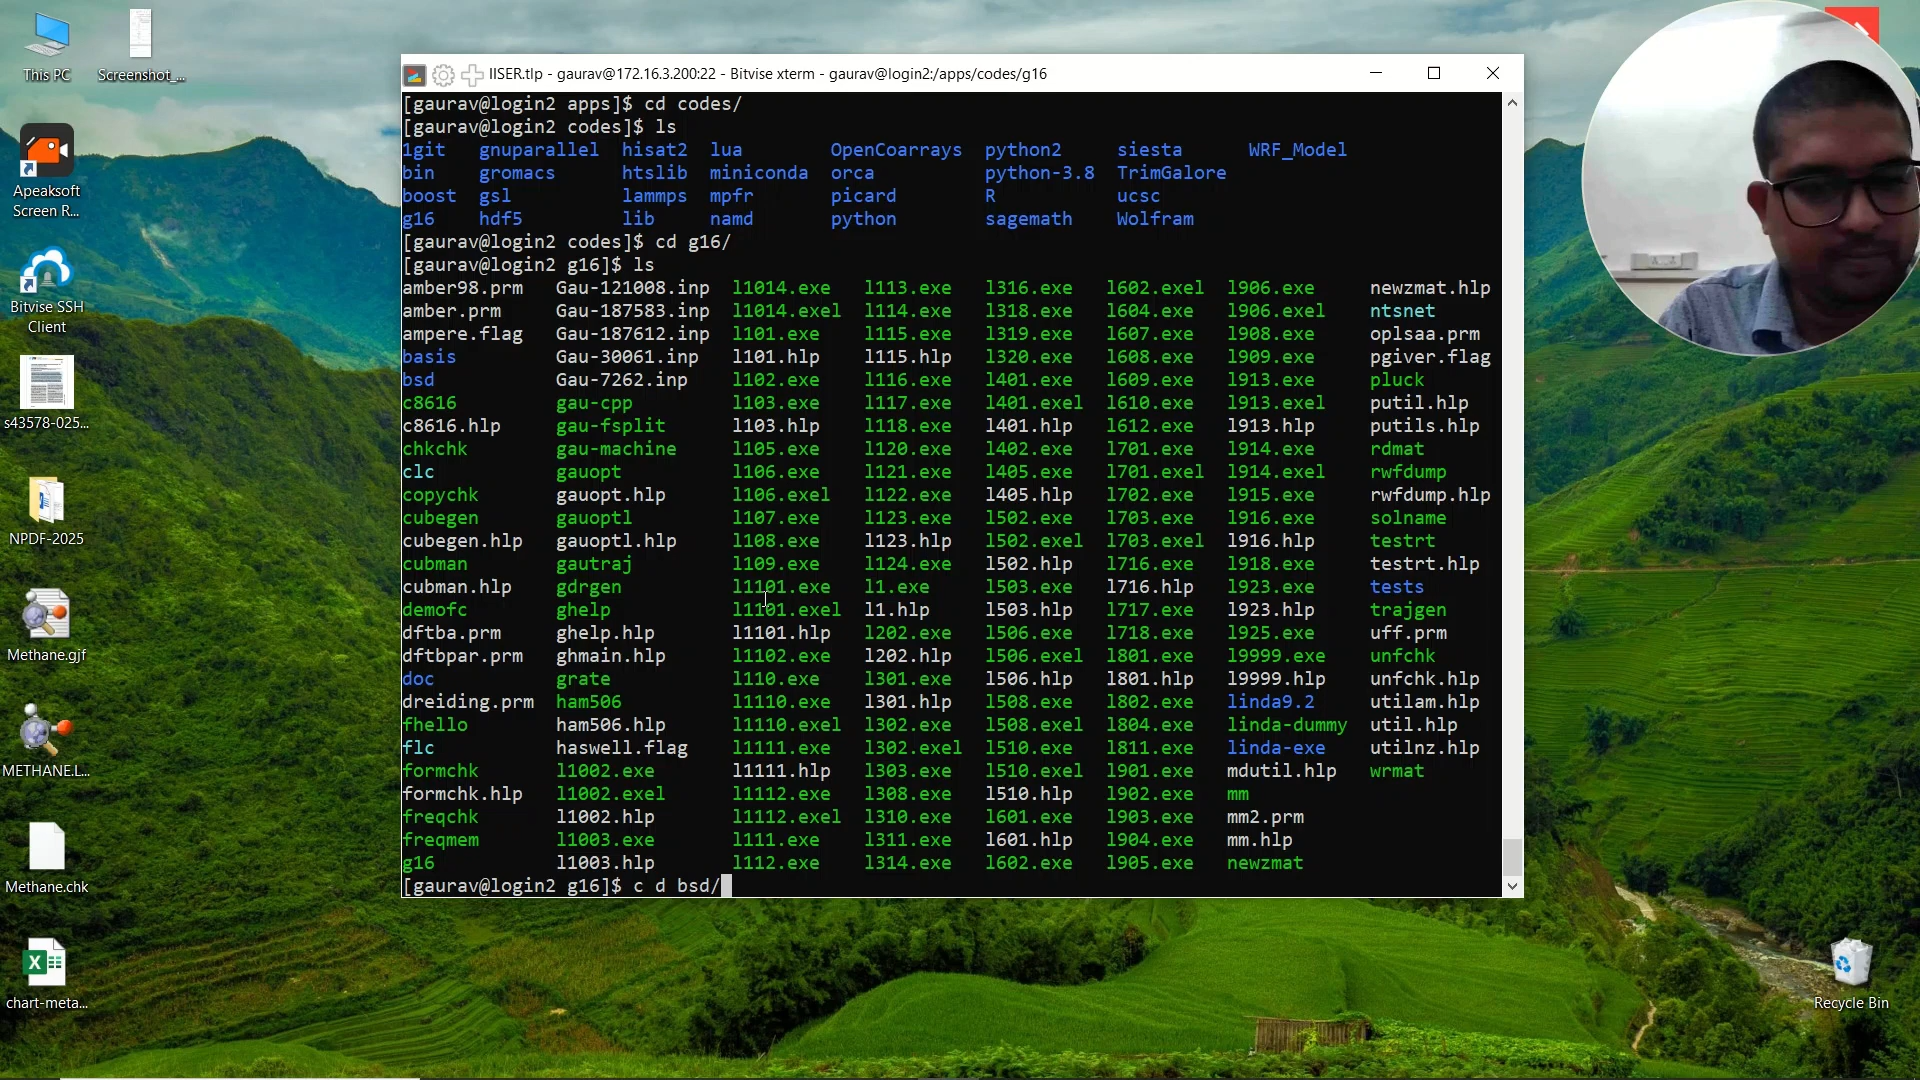 This PC
Screenshot_...
Apeaksoft
Screen R...
Bitvise SSH
Client
s43578-025...
NPDF-2025
Methane.gjf
METHANE.L...
Methane.chk
chart-meta...
Recycle Bin
IISER.tlp - gaurav@172.16.3.200:22 - Bitvise xterm - gaurav@login2:/apps/codes/g16
[gaurav@login2 apps]$ cd codes/
[gaurav@login2 codes]$ ls
1git gnuparallel hisat2 lua OpenCoarrays python2 siesta WRF_Model
bin gromacs htslib miniconda orca python-3.8 TrimGalore
boost gsl lammps mpfr picard R ucsc
g16 hdf5 lib namd python sagemath Wolfram
[gaurav@login2 codes]$ cd g16/
[gaurav@login2 g16]$ ls
amber98.prm Gau-121008.inp l1014.exe l113.exe l316.exe l602.exel l906.exe newzmat.hlp
amber.prm Gau-187583.inp l1014.exel l114.exe l318.exe l604.exe l906.exel ntsnet
ampere.flag Gau-187612.inp l101.exe l115.exe l319.exe l607.exe l908.exe oplsaa.prm
basis Gau-30061.inp l101.hlp l115.hlp l320.exe l608.exe l909.exe pgiver.flag
bsd Gau-7262.inp l102.exe l116.exe l401.exe l609.exe l913.exe pluck
c8616 gau-cpp l103.exe l117.exe l401.exel l610.exe l913.exel putil.hlp
c8616.hlp gau-fsplit l103.hlp l118.exe l401.hlp l612.exe l913.hlp putils.hlp
chkchk gau-machine l105.exe l120.exe l402.exe l701.exe l914.exe rdmat
clc gauopt l106.exe l121.exe l405.exe l701.exel l914.exel rwfdump
copychk gauopt.hlp l106.exel l122.exe l405.hlp l702.exe l915.exe rwfdump.hlp
cubegen gauoptl l107.exe l123.exe l502.exe l703.exe l916.exe solname
cubegen.hlp gauoptl.hlp l108.exe l123.hlp l502.exel l703.exel l916.hlp testrt
cubman gautraj l109.exe l124.exe l502.hlp l716.exe l918.exe testrt.hlp
cubman.hlp gdrgen l1101.exe l1.exe l503.exe l716.hlp l923.exe tests
demofc ghelp l1101.exel l1.hlp l503.hlp l717.exe l923.hlp trajgen
dftba.prm ghelp.hlp l1101.hlp l202.exe l506.exe l718.exe l925.exe uff.prm
dftbpar.prm ghmain.hlp l1102.exe l202.hlp l506.exel l801.exe l9999.exe unfchk
doc grate l110.exe l301.exe l506.hlp l801.hlp l9999.hlp unfchk.hlp
dreiding.prm ham506 l1110.exe l301.hlp l508.exe l802.exe linda9.2 utilam.hlp
fhello ham506.hlp l1110.exel l302.exe l508.exel l804.exe linda-dummy util.hlp
flc haswell.flag l1111.exe l302.exel l510.exe l811.exe linda-exe utilnz.hlp
formchk l1002.exe l1111.hlp l303.exe l510.exel l901.exe mdutil.hlp wrmat
formchk.hlp l1002.exel l1112.exe l308.exe l510.hlp l902.exe mm
freqchk l1002.hlp l1112.exel l310.exe l601.exe l903.exe mm2.prm
freqmem l1003.exe l111.exe l311.exe l601.hlp l904.exe mm.hlp
g16 l1003.hlp l112.exe l314.exe l602.exe l905.exe newzmat
[gaurav@login2 g16]$ c d bsd/